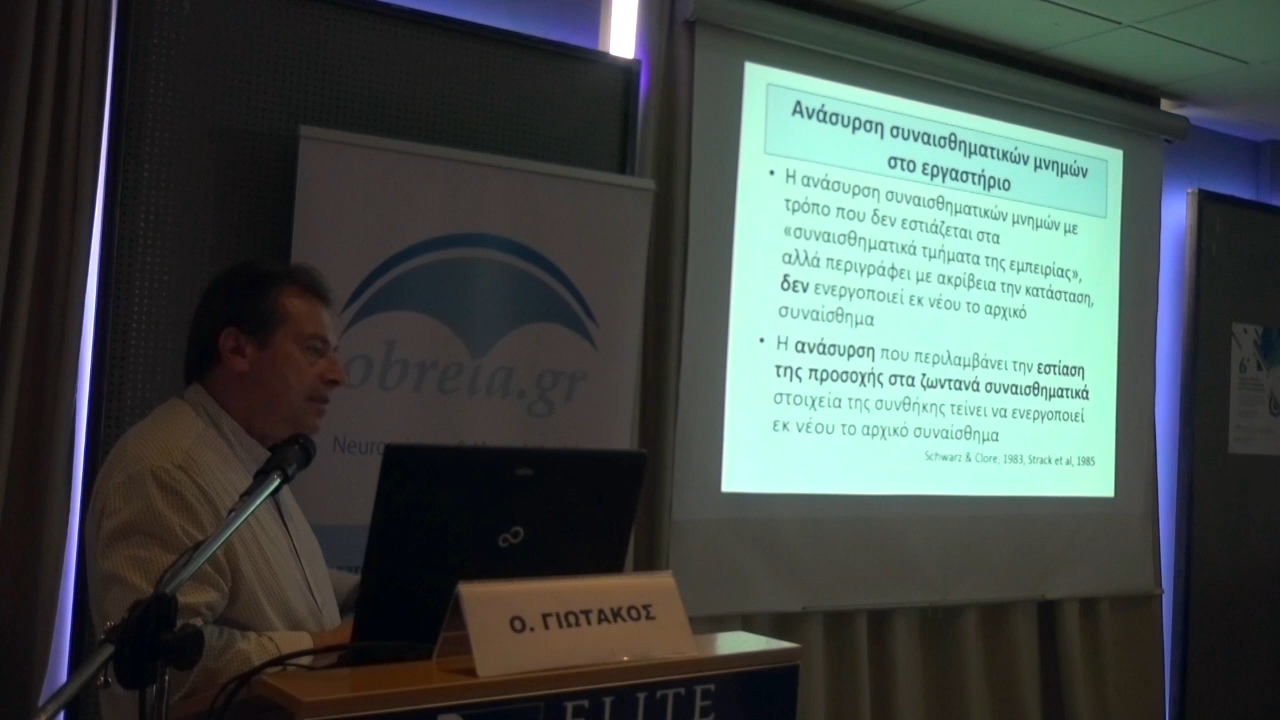 Ανάσυρση συναισθηματικών μνημών
στο εργαστήριο
• Η ανάσυρση συναισθηματικών μνημών με
τρόπο που δεν εστιάζεται στα
«συναισθηματικά τμήματα της εμπειρίας»,
αλλά περιγράφει με ακρίβεια την κατάσταση,
δεν ενεργοποιεί εκ νέου το αρχικό
συναίσθημα
• Η ανάσυρση που περιλαμβάνει την εστίαση
της προσοχής στα ζωντανά συναισθηματικά
στοιχεία της συνθήκης τείνει να ενεργοποιεί
εκ νέου το αρχικό συναίσθημα
Schwarz & Clore, 1983, Strack et al, 1985
obreia.gr
Ο. ΓΙΩΤΑΚΟΣ
ELITE